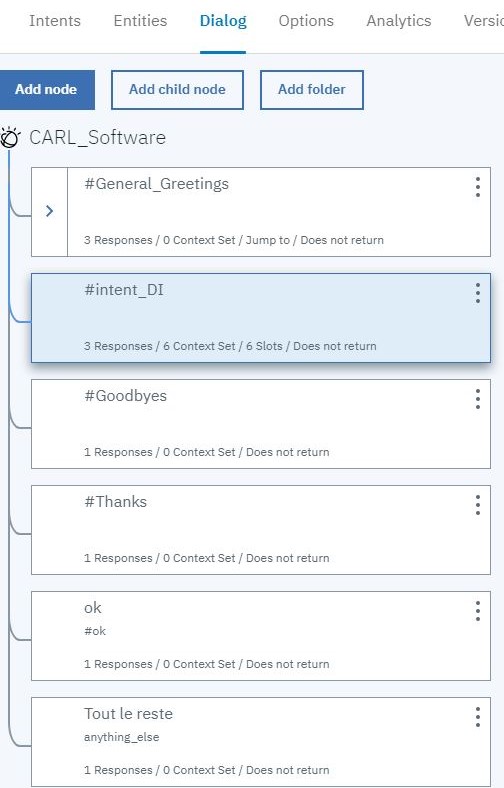 Intents Entities Dialog Options Analytics Versio
Add node Add child node Add folder
CARL_Software
#General_Greetings
3 Responses / 0 Context Set / Jump to / Does not return
#intent_DI
3 Responses / 6 Context Set / 6 Slots / Does not return
#Goodbyes
1 Responses / 0 Context Set / Does not return
#Thanks
1 Responses / 0 Context Set / Does not return
ok
#ok
1 Responses / 0 Context Set / Does not return
Tout le reste
anything_else
1 Responses / 0 Context Set / Does not return